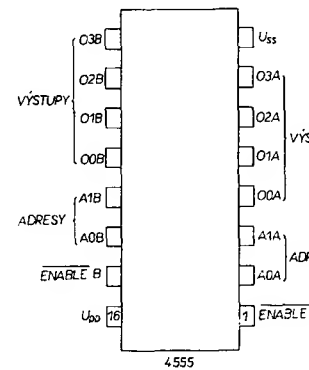 O3B
O2B
VÝSTUPY
O1B
O0B
A1B
ADRESY
A0B
ENABLE B
UDD 16
USS
O3A
O2A
O1A
O0A
A1A
A0A
1 ENABLE
4555